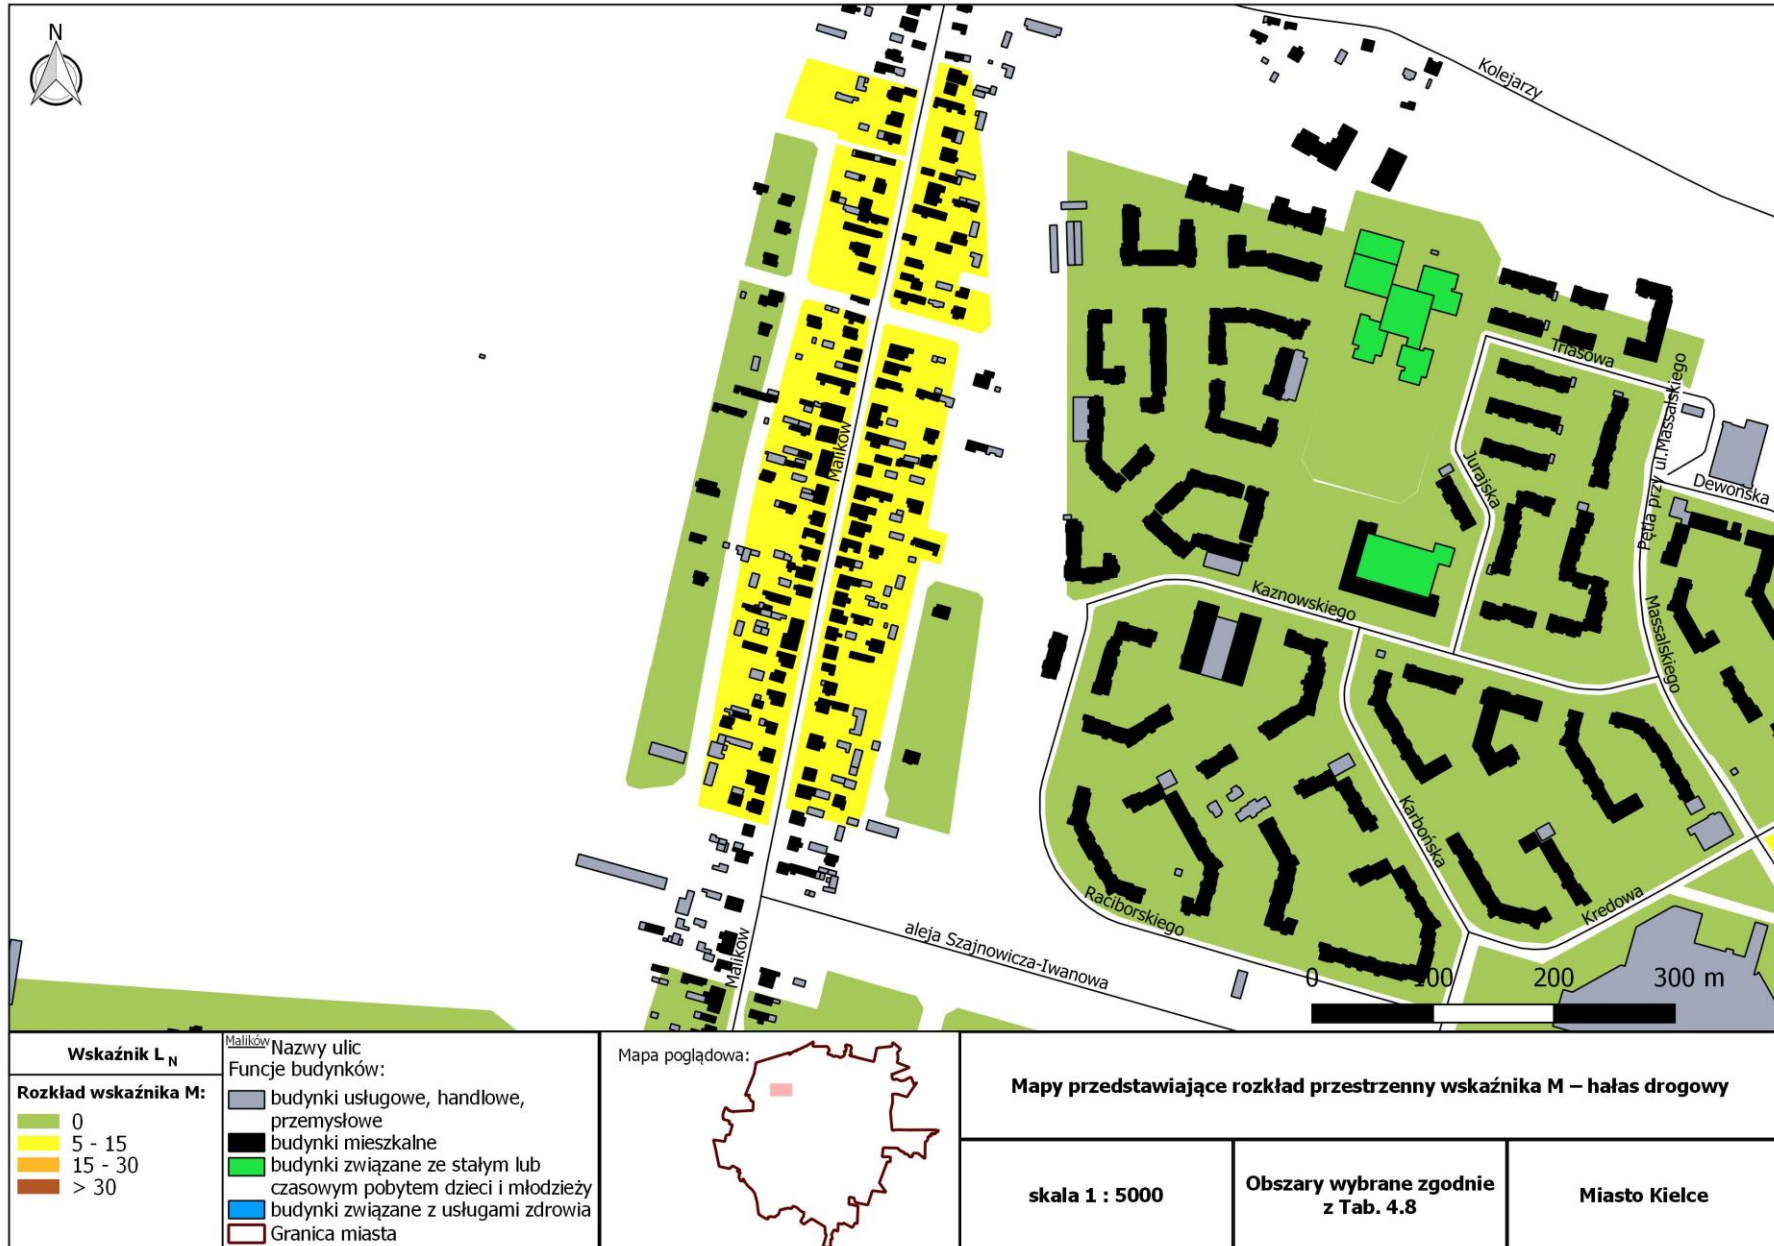 N
Kolejarzy
Malików
Triasowa
Pętla przy ul.Massalskiego
Jurajska
Dewońska
Kaznowskiego
Massalskiego
Karbońska
Kredowa
Raciborskiego
aleja Szajnowicza-Iwanowa
Malików
0 100 200 300 m
Wskaźnik L N
Rozkład wskaźnika M:
0
5 - 15
15 - 30
> 30
Malików Nazwy ulic
Funcje budynków:
budynki usługowe, handlowe,
przemysłowe
budynki mieszkalne
budynki związane ze stałym lub
czasowym pobytem dzieci i młodzieży
budynki związane z usługami zdrowia
Granica miasta
Mapa poglądowa:
Mapy przedstawiające rozkład przestrzenny wskaźnika M – hałas drogowy
skala 1 : 5000
Obszary wybrane zgodnie
z Tab. 4.8
Miasto Kielce